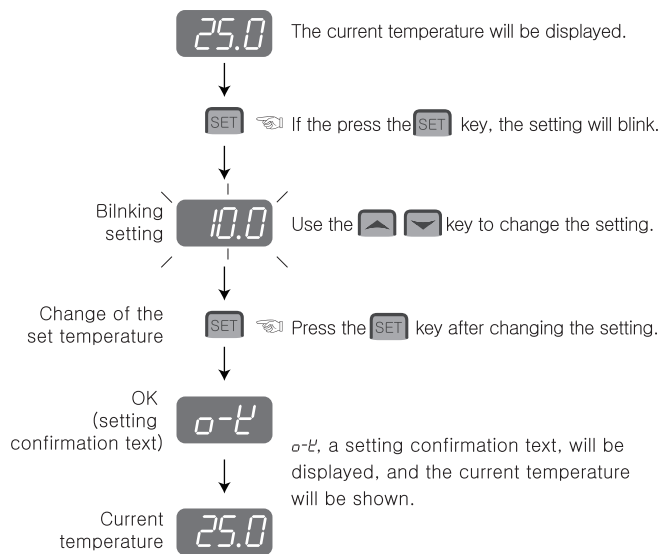 25.0 The current temperature will be displayed.
SET If the press the SET key, the setting will blink.
Bilnking
setting
10.0 Use the key to change the setting.
Change of the
set temperature
SET Press the SET key after changing the setting.
OK
(setting
confirmation text)
o-K
o-K, a setting confirmation text, will be
displayed, and the current temperature
will be shown.
Current
temperature
25.0